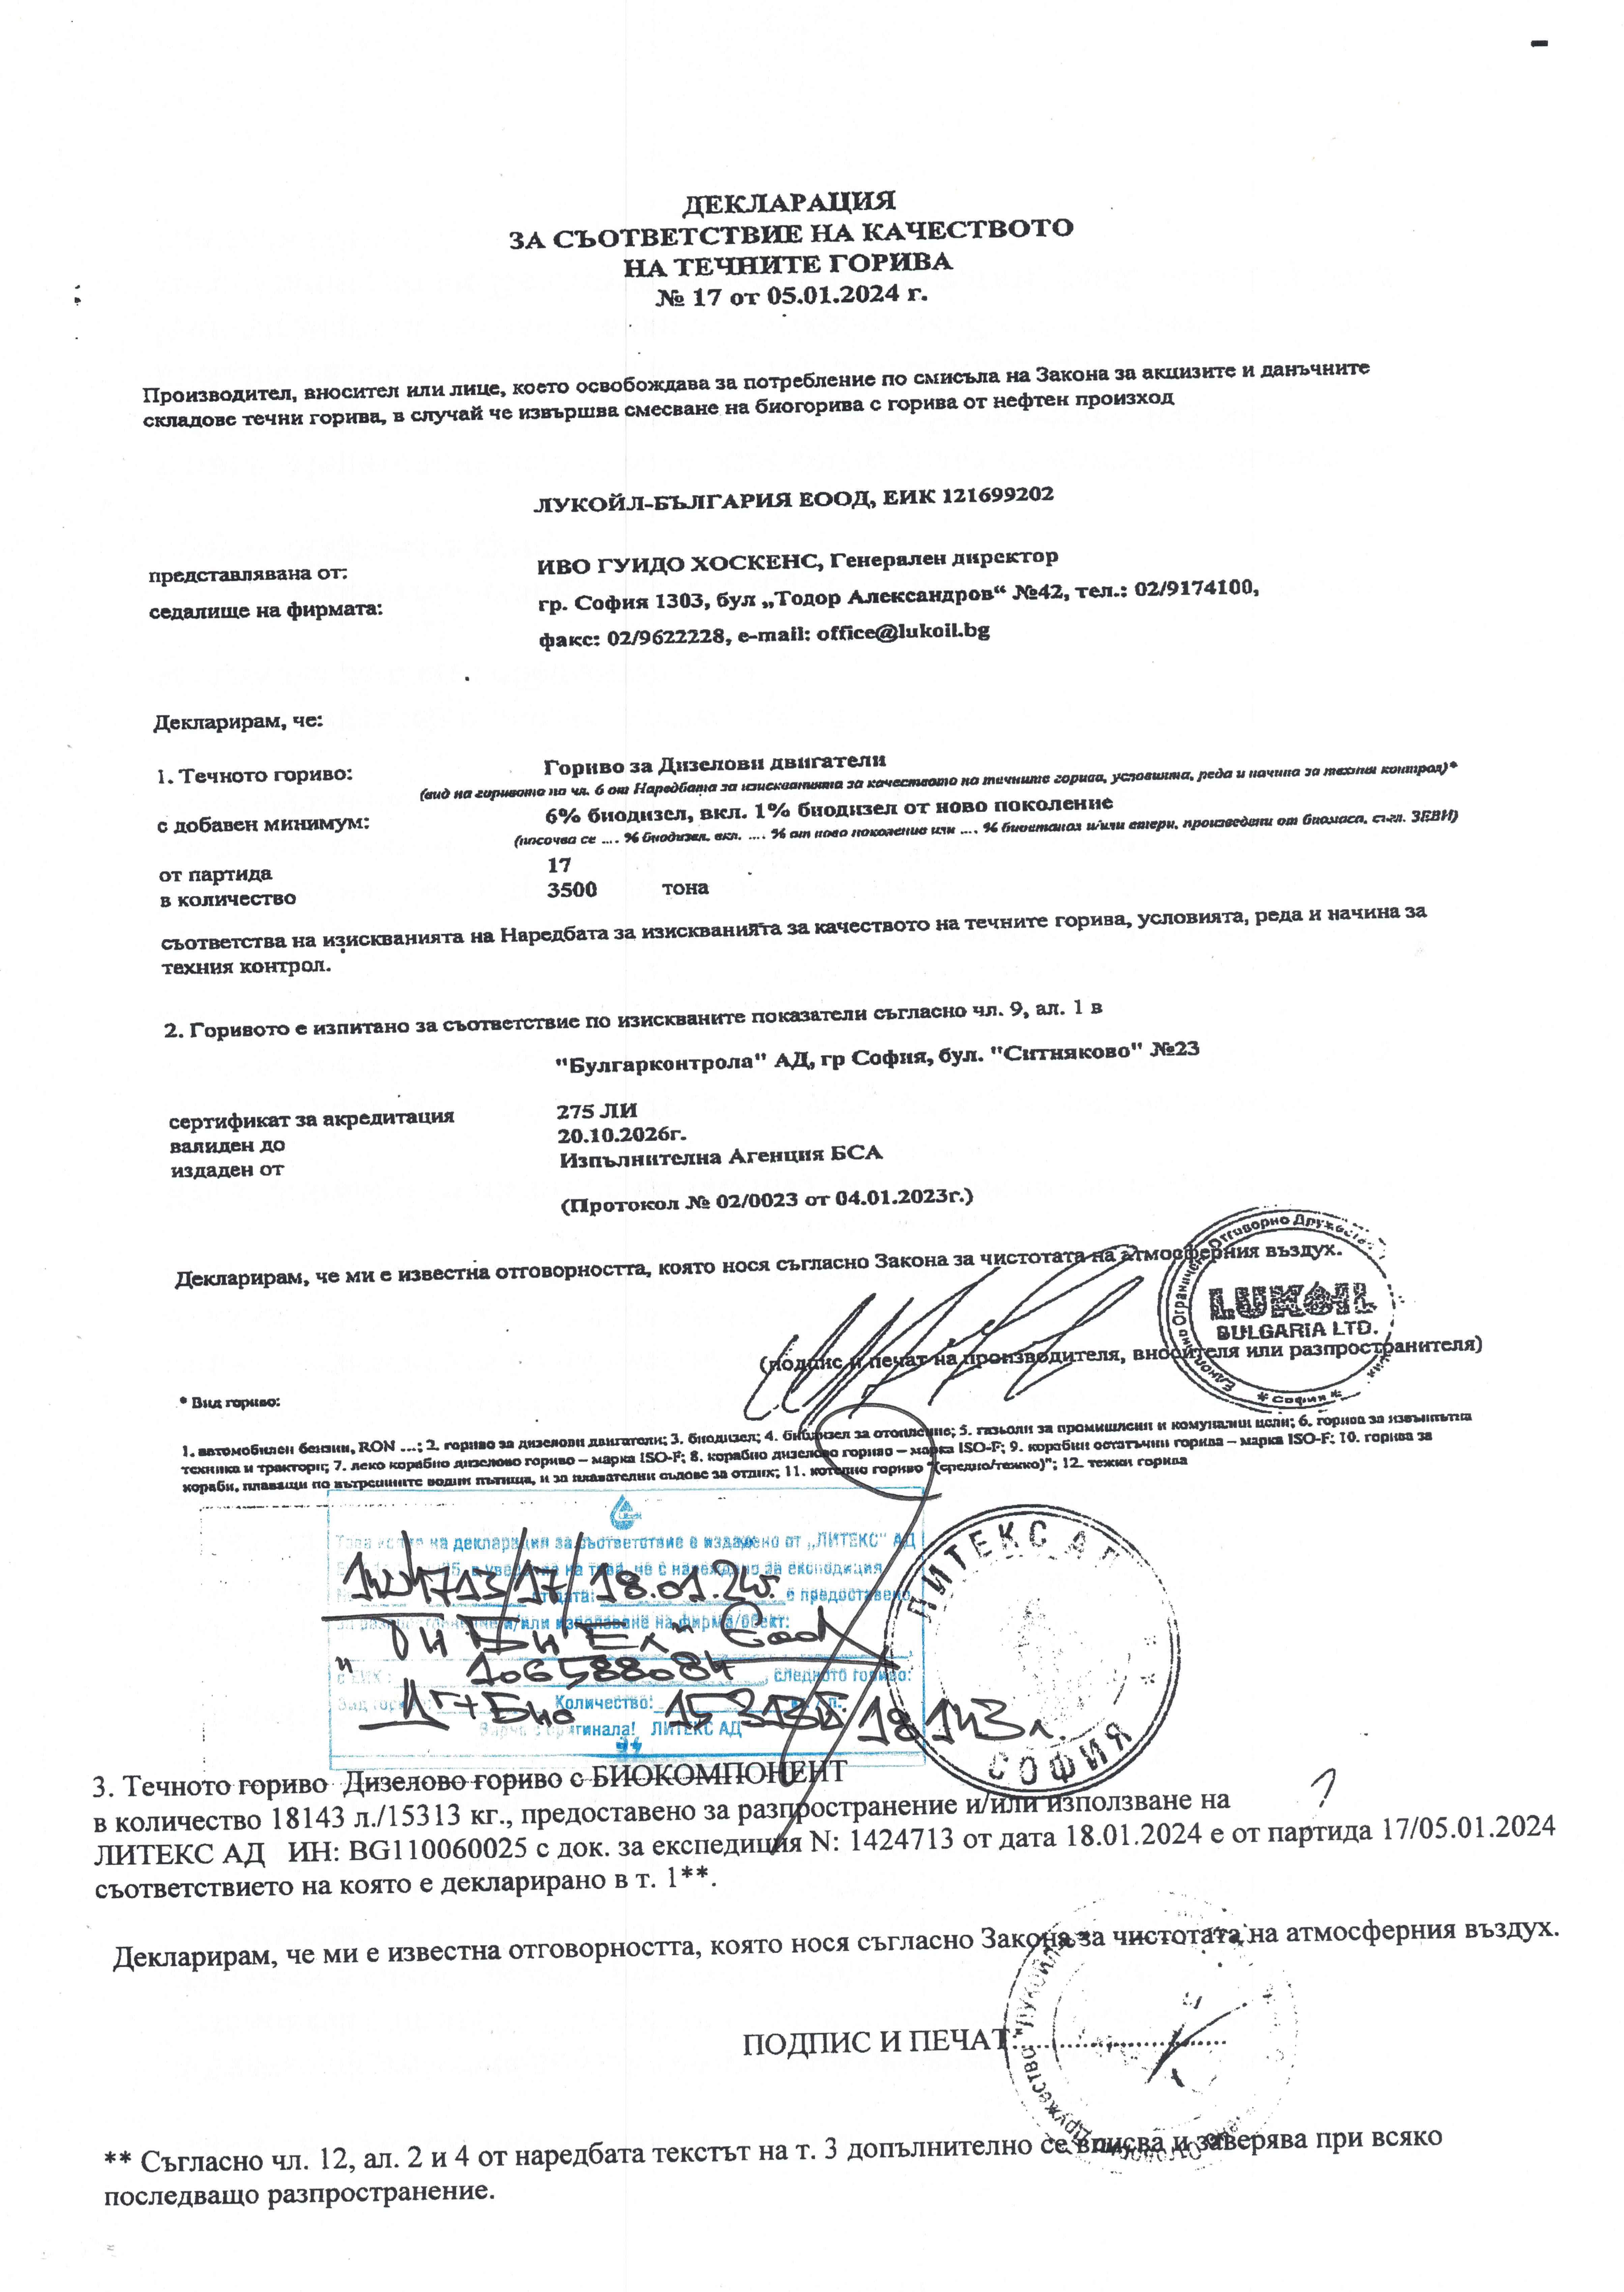 ДЕКЛАРАЦИЯ
ЗА СЪОТВЕТСТВИЕ НА КАЧЕСТВОТО
НА ТЕЧНИТЕ ГОРИВА
№ 17 от 05.01.2024 г.
Производител, вносител или лице, което освобождава за потребление по смисъла на Закона за акцизите и данъчните
складове течни горива, в случай че извършва смесване на биогорива с горива от нефтен произход
ЛУКОЙЛ-БЪЛГАРИЯ ЕООД, ЕИК 121699202
представлявана от: ИВО ГУИДО ХОСКЕНС, Генерален директор
седалище на фирмата: гр. София 1303, бул „Тодор Александров“ №42, тел.: 02/9174100,
факс: 02/9622228, e-mail: office@lukoil.bg
Декларирам, че:
1. Течното гориво: Гориво за Дизелови двигатели
(вид на горивото по чл. 6 от Наредбата за изискванията за качеството на течните горива, условията, реда и начина за техния контрол)*
с добавен минимум: 6% биодизел, вкл. 1% биодизел от ново поколение
(посочва се .... % биодизел, вкл. .... % от ново поколение или .... % биоетанол и/или етери, произведени от биомаса, съгл. ЗЕВИ)
от партида 17
в количество 3500 тона
съответства на изискванията на Наредбата за изискванията за качеството на течните горива, условията, реда и начина за
техния контрол.
2. Горивото е изпитано за съответствие по изискваните показатели съгласно чл. 9, ал. 1 в
"Булгарконтрола" АД, гр София, бул. "Ситняково" №23
сертификат за акредитация 275 ЛИ
валиден до 20.10.2026г.
издаден от Изпълнителна Агенция БСА
(Протокол № 02/0023 от 04.01.2023г.)
Декларирам, че ми е известна отговорността, която нося съгласно Закона за чистотата на атмосферния въздух.
LUKOIL
BULGARIA LTD.
* София *
(подпис и печат на производителя, вносителя или разпространителя)
* Вид гориво:
1. автомобилен бензин, RON ...; 2. гориво за дизелови двигатели; 3. биодизел; 4. биодизел за отопление; 5. газьоли за промишлени и комунални цели; 6. горива за извънпътна
техника и трактори; 7. леко корабно дизелово гориво – марка ISO-F; 8. корабно дизелово гориво – марка ISO-F; 9. корабни остатъчни горива – марка ISO-F; 10. горива за
кораби, плаващи по вътрешните водни пътища, и за плавателни съдове за отдих; 11. котелно гориво "(средно/тежко)"; 12. тежки горива
на декларация за съответствие е издадено от „ЛИТЕКС“ АД
на това, че с нареждане за експедиция
от дата: 18.01.24г. е предоставено
и/или използване на фирма/обект:
"Ди Ви Ел" Еоод
106588084, следното гориво:
ДГ+Био Количество: 15313 18143 л.
оригинала! ЛИТЕКС АД
ЛИТЕКС АД
СОФИЯ
3. Течното гориво Дизелово гориво с БИОКОМПОНЕНТ
в количество 18143 л./15313 кг., предоставено за разпространение и/или използване на
ЛИТЕКС АД ИН: BG110060025 с док. за експедиция N: 1424713 от дата 18.01.2024 е от партида 17/05.01.2024
съответствието на която е декларирано в т. 1**.
Декларирам, че ми е известна отговорността, която нося съгласно Закона за чистотата на атмосферния въздух.
ПОДПИС И ПЕЧАТ:..............................
** Съгласно чл. 12, ал. 2 и 4 от наредбата текстът на т. 3 допълнително се вписва и заверява при всяко
последващо разпространение.